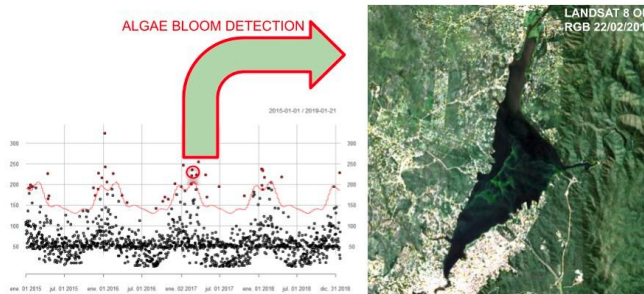 ALGAE BLOOM DETECTION
LANDSAT 8
RGB 22/02/201
2015-01-01 / 2019-01-21
300 300
250 250
200 200
150 150
100 100
50 50
ene. 01 2015 jul. 01 2015 ene. 01 2016 jul. 01 2016 ene. 02 2017 jul. 01 2017 ene. 01 2018 jul. 01 2018 dic. 31 2018